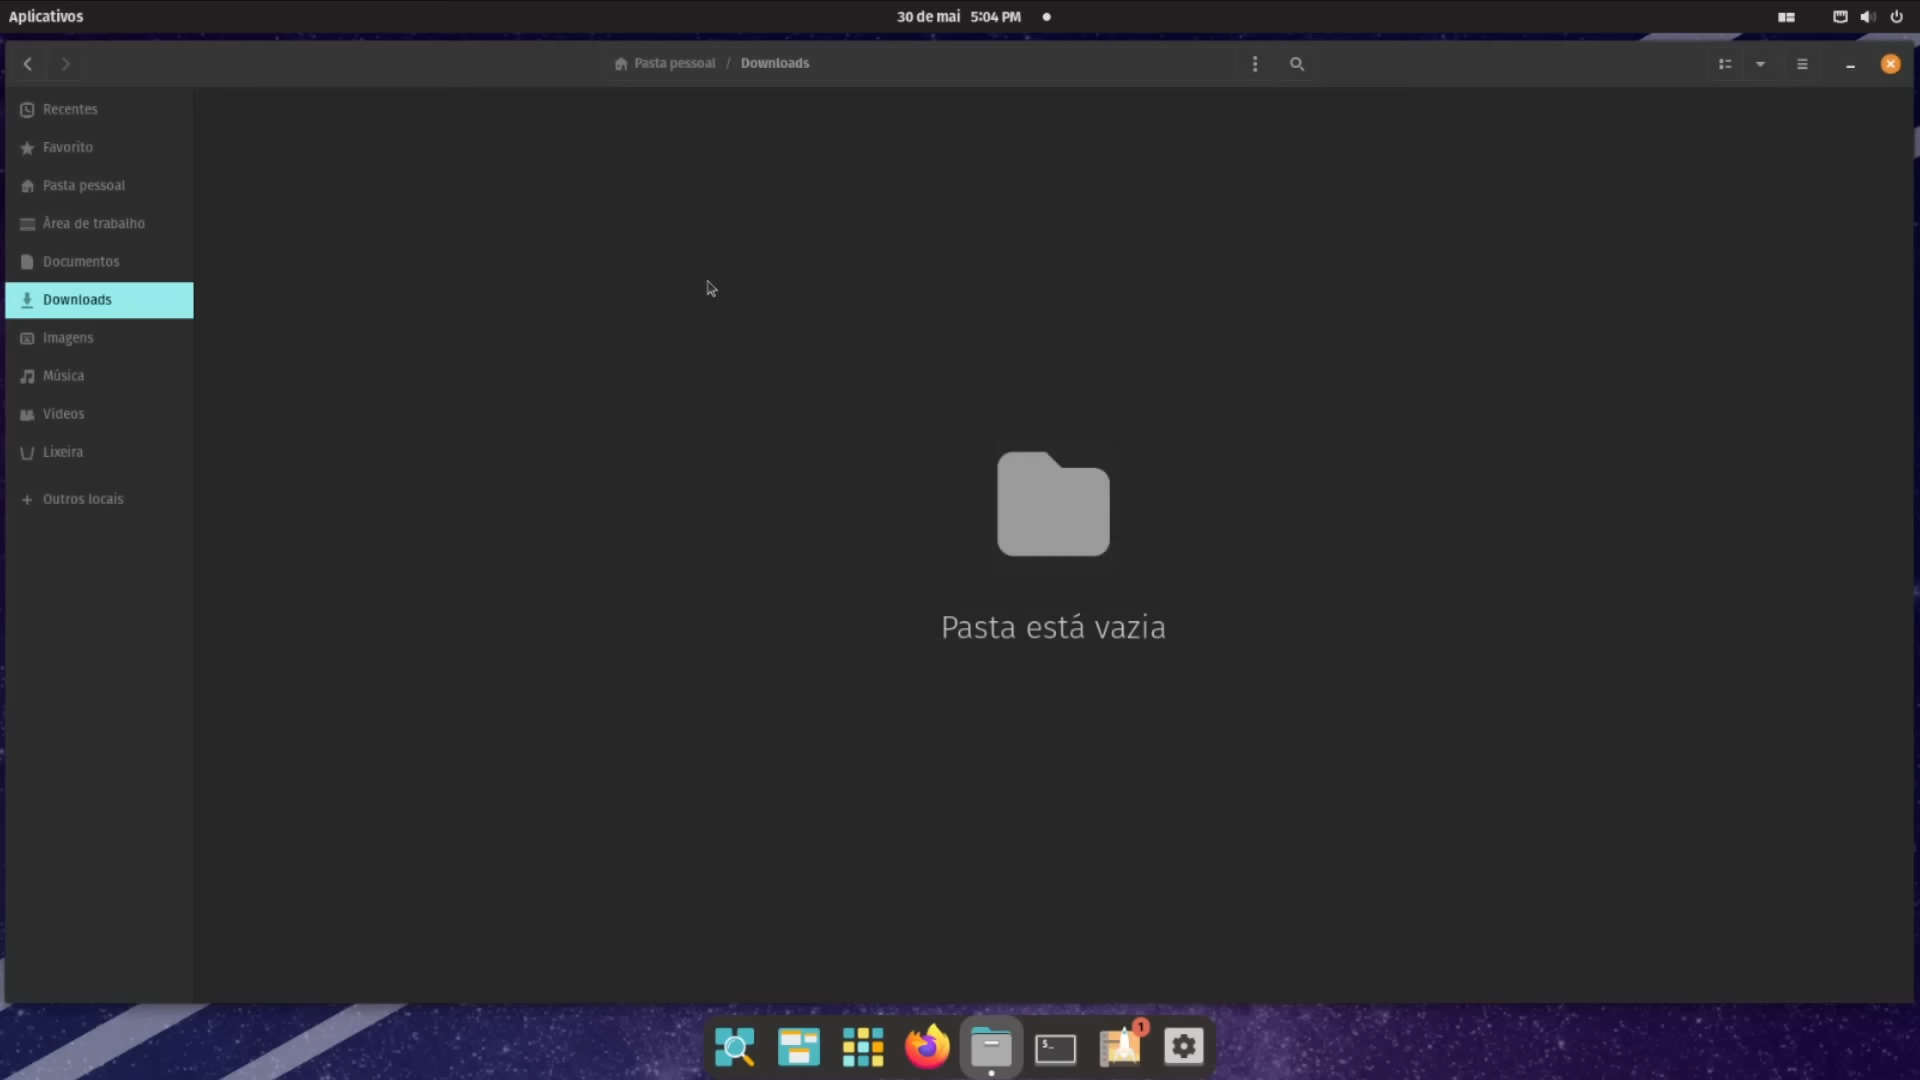 Aplicativos
30 de mai 5:04 PM
Pasta pessoal / Downloads
Recentes
Favorito
Pasta pessoal
Área de trabalho
Documentos
Downloads
Imagens
Música
Vídeos
Lixeira
+ Outros locais
Pasta está vazia
$_
1